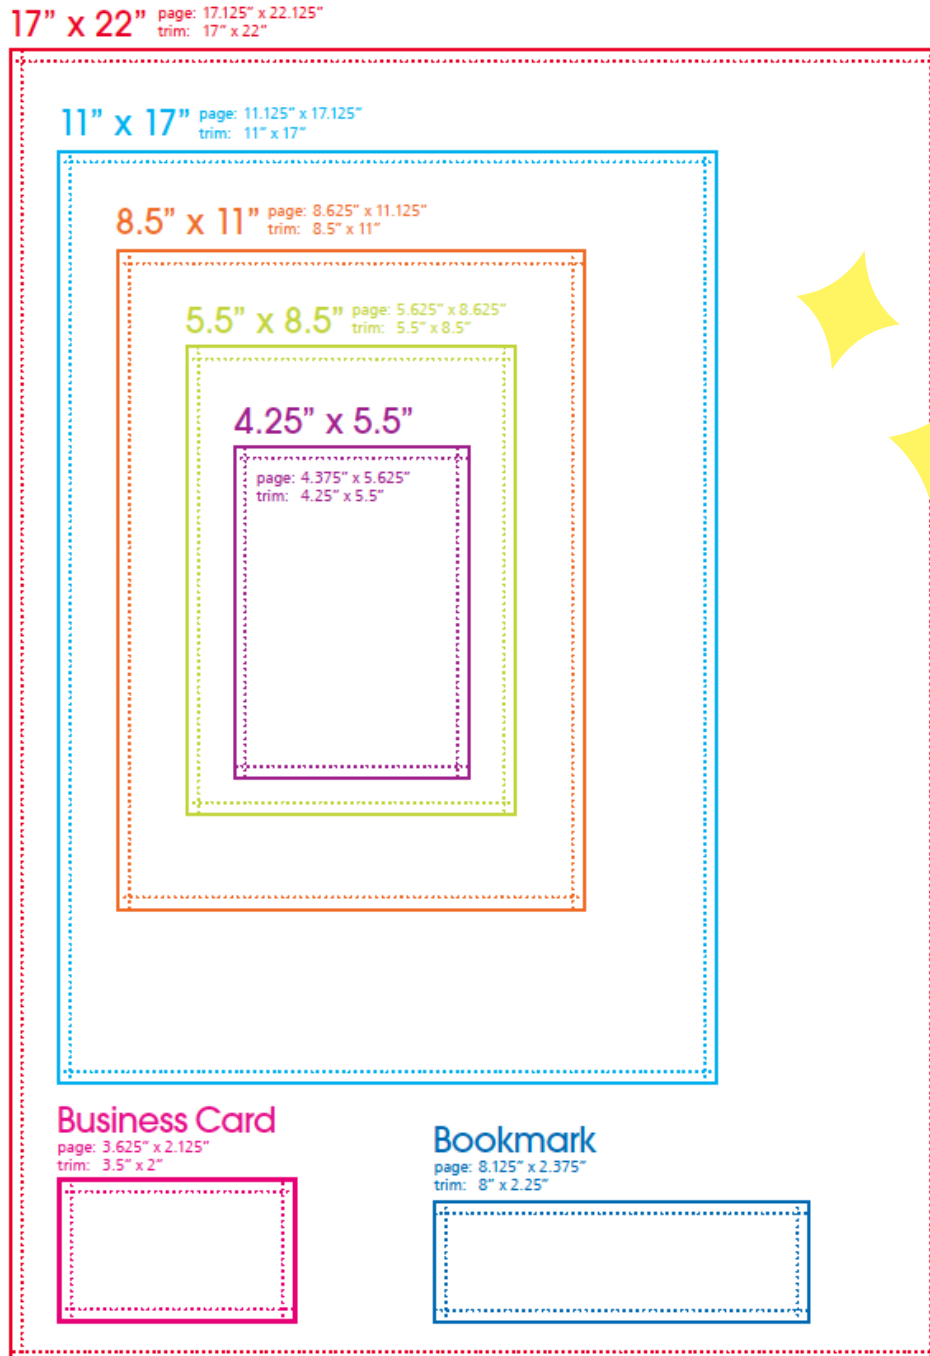 17” x 22”
page: 17.125” x 22.125”
trim: 17” x 22”
11” x 17”
page: 11.125” x 17.125”
trim: 11” x 17”
8.5” x 11”
page: 8.625” x 11.125”
trim: 8.5” x 11”
5.5” x 8.5”
page: 5.625” x 8.625”
trim: 5.5” x 8.5”
4.25” x 5.5”
page: 4.375” x 5.625”
trim: 4.25” x 5.5”
Business Card
page: 3.625” x 2.125”
trim: 3.5” x 2”
Bookmark
page: 8.125” x 2.375”
trim: 8” x 2.25”